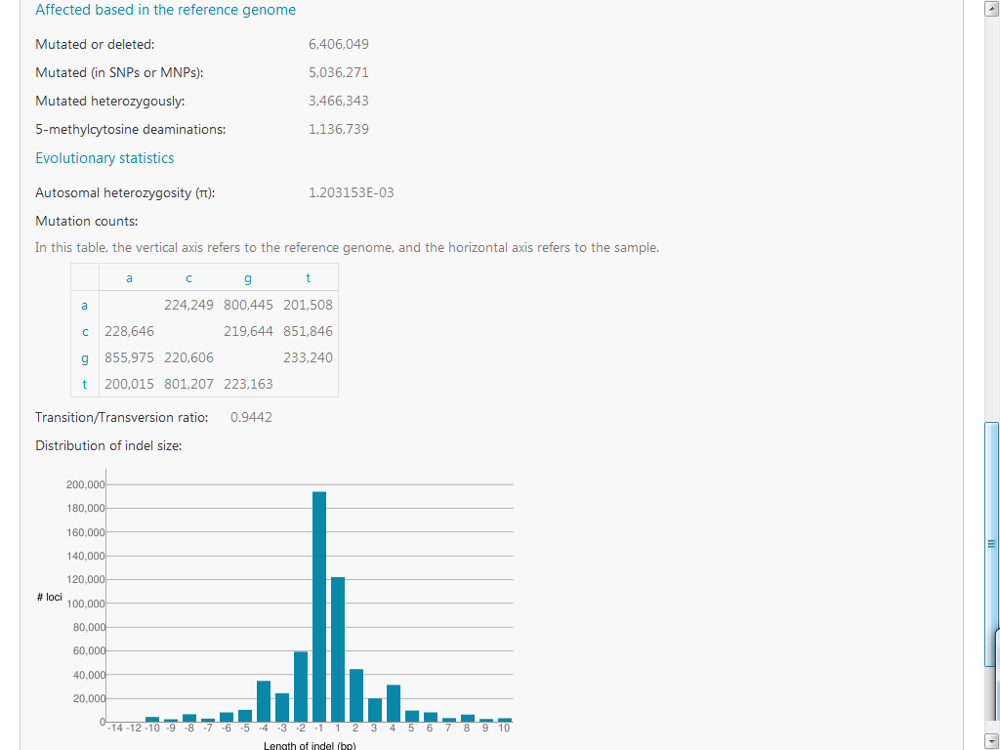 Affected based in the reference genome
Mutated or deleted: 6,406,049
Mutated (in SNPs or MNPs): 5,036,271
Mutated heterozygously: 3,466,343
5-methylcytosine deaminations: 1,136,739
Evolutionary statistics
Autosomal heterozygosity (π): 1.203153E-03
Mutation counts:
In this table, the vertical axis refers to the reference genome, and the horizontal axis refers to the sample.
a c g t
a 224,249 800,445 201,508
c 228,646 219,644 851,846
g 855,975 220,606 233,240
t 200,015 801,207 223,163
Transition/Transversion ratio: 0.9442
Distribution of indel size:
200,000
180,000
160,000
140,000
120,000
# loci
100,000
80,000
60,000
40,000
20,000
0
-14 -12 -10 -9 -8 -7 -6 -5 -4 -3 -2 -1 1 2 3 4 5 6 7 8 9 10
Length of indel (bp)